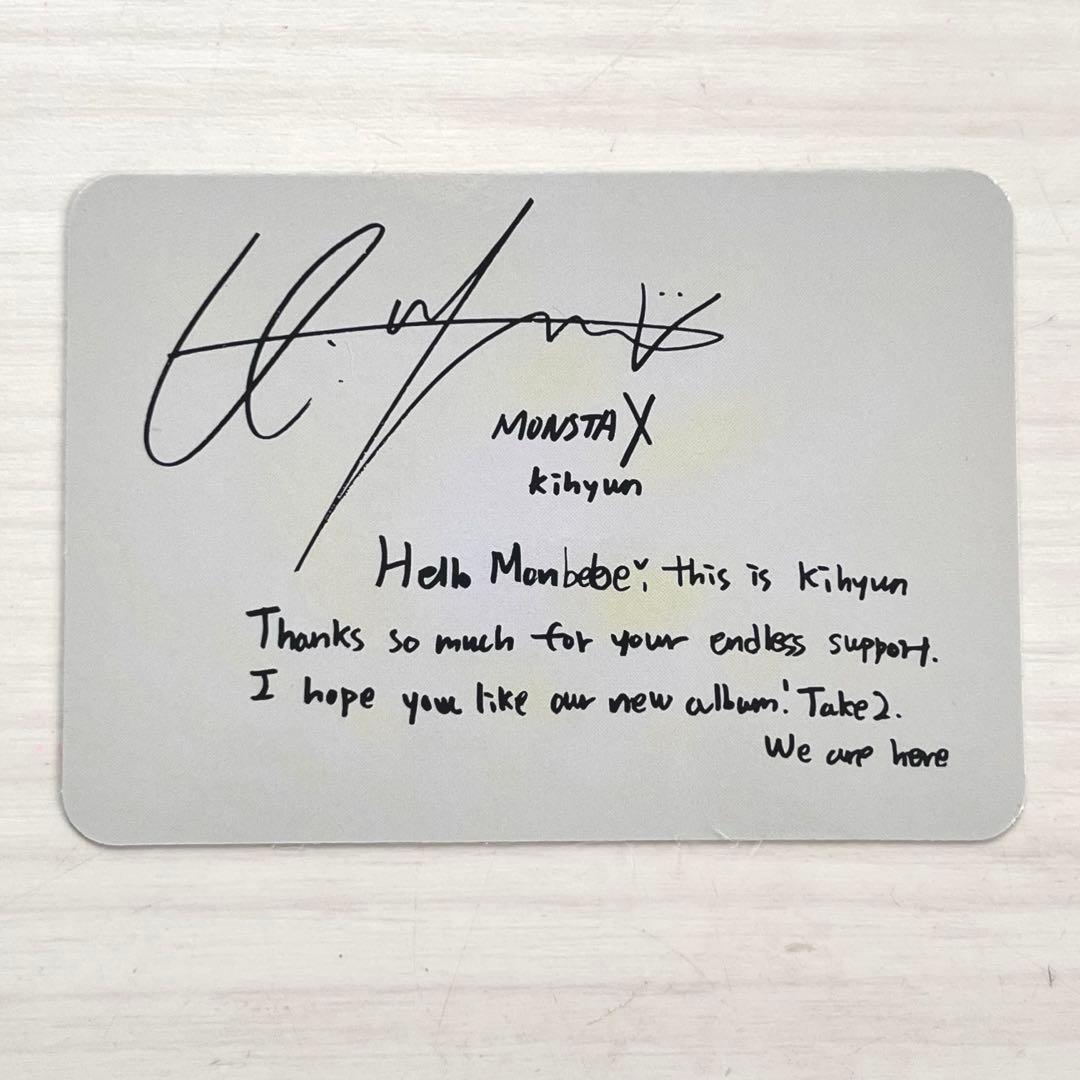 MONSTA X
kihyun
Hello Monbebe♡, this is kihyun
Thanks so much for your endless support.
I hope you like our new album! Take2.
We are here